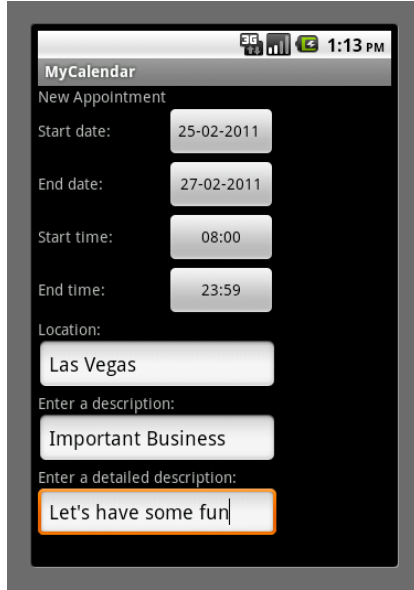 3G 1:13 PM
MyCalendar
New Appointment
Start date: 25-02-2011
End date: 27-02-2011
Start time: 08:00
End time: 23:59
Location:
Las Vegas
Enter a description:
Important Business
Enter a detailed description:
Let's have some fun